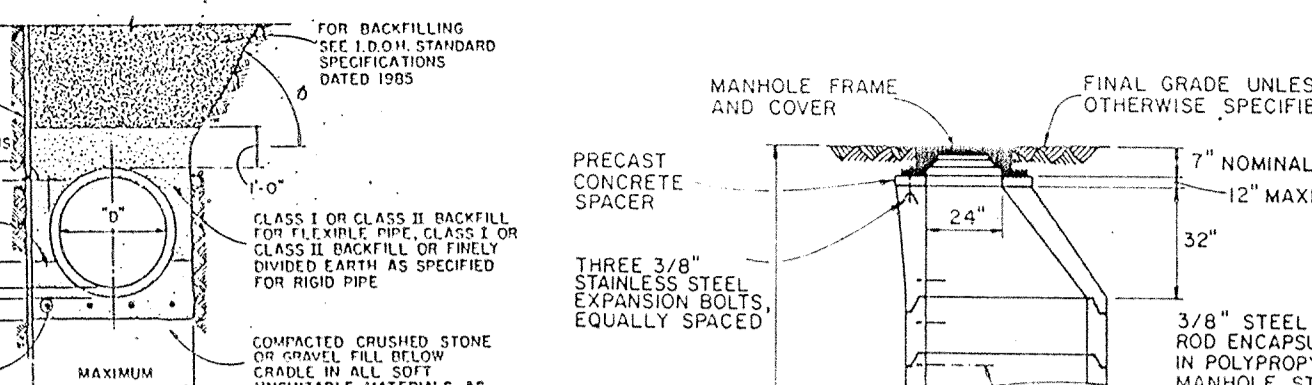 FOR BACKFILLING
SEE I.D.O.H. STANDARD
SPECIFICATIONS
DATED 1985
1'-0"
"D"
CLASS I OR CLASS II BACKFILL
FOR FLEXIBLE PIPE, CLASS I OR
CLASS II BACKFILL OR FINELY
DIVIDED EARTH AS SPECIFIED
FOR RIGID PIPE
COMPACTED CRUSHED STONE
OR GRAVEL FILL BELOW
CRADLE IN ALL SOFT
UNSUITABLE MATERIALS AS
MAXIMUM
MANHOLE FRAME
AND COVER
FINAL GRADE UNLES
OTHERWISE SPECIFIE
PRECAST
CONCRETE
SPACER
7" NOMINAL
12" MAXI
24"
32"
THREE 3/8"
STAINLESS STEEL
EXPANSION BOLTS,
EQUALLY SPACED
3/8" STEEL
ROD ENCAPSU
IN POLYPROPY
MANHOLE ST